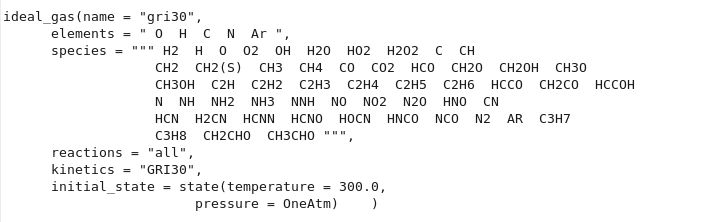 ideal_gas(name = "gri30",
      elements = " O  H  C  N  Ar ",
      species = """ H2  H  O  O2  OH  H2O  HO2  H2O2  C  CH
                   CH2  CH2(S)  CH3  CH4  CO  CO2  HCO  CH2O  CH2OH  CH3O
                   CH3OH  C2H  C2H2  C2H3  C2H4  C2H5  C2H6  HCCO  CH2CO  HCCOH
                   N  NH  NH2  NH3  NNH  NO  NO2  N2O  HNO  CN
                   HCN  H2CN  HCNN  HCNO  HOCN  HNCO  NCO  N2  AR  C3H7
                   C3H8  CH2CHO  CH3CHO """,
      reactions = "all",
      kinetics = "GRI30",
      initial_state = state(temperature = 300.0,
                        pressure = OneAtm)    )